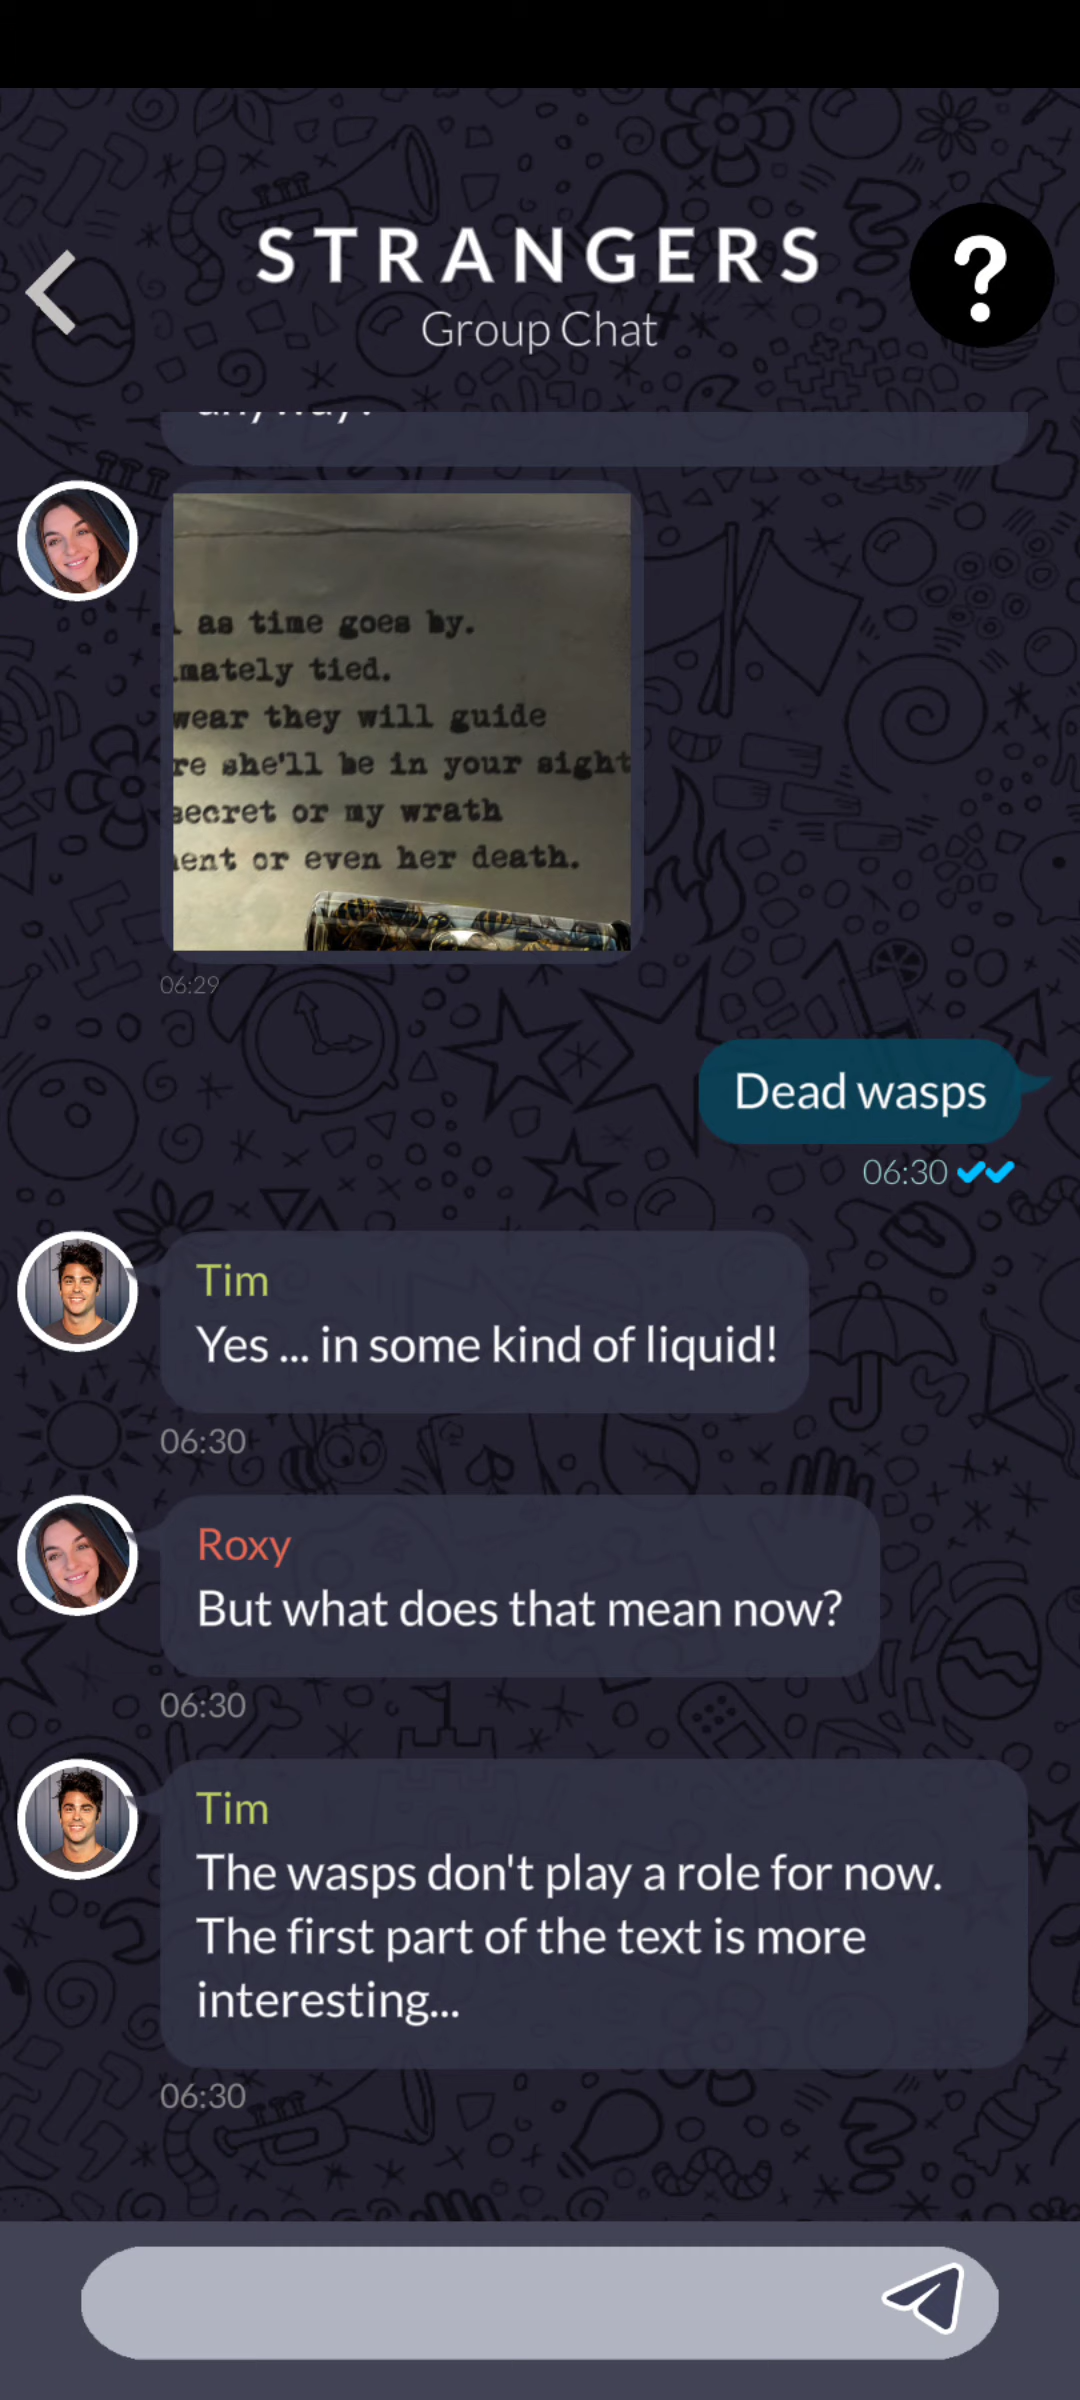 STRANGERS
Group Chat
as time goes by.
mately tied.
wear they will guide
re she'll be in your sight
secret or my wrath
ent or even her death.
06:29
Dead wasps
06:30
Tim
Yes ... in some kind of liquid!
06:30
Roxy
But what does that mean now?
06:30
Tim
The wasps don't play a role for now.
The first part of the text is more
interesting...
06:30